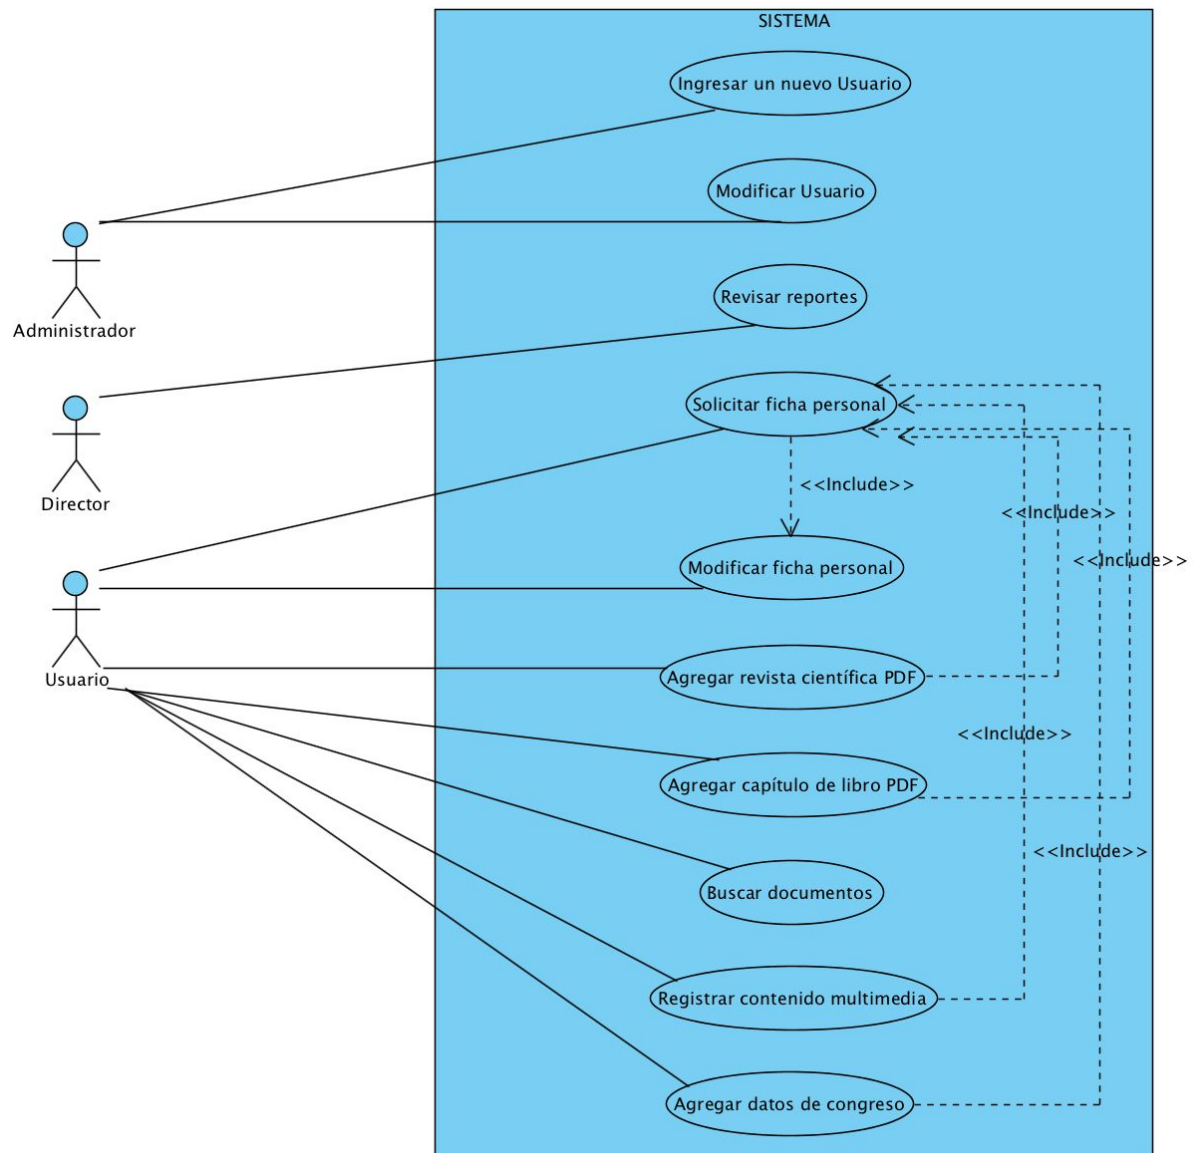 SISTEMA
Ingresar un nuevo Usuario
Modificar Usuario
Revisar reportes
Administrador
Solicitar ficha personal
<<Include>>
Director
<<Include>>
<<Include>>
Modificar ficha personal
Usuario
Agregar revista científica PDF
<<Include>>
Agregar capítulo de libro PDF
<<Include>>
Buscar documentos
Registrar contenido multimedia
Agregar datos de congreso